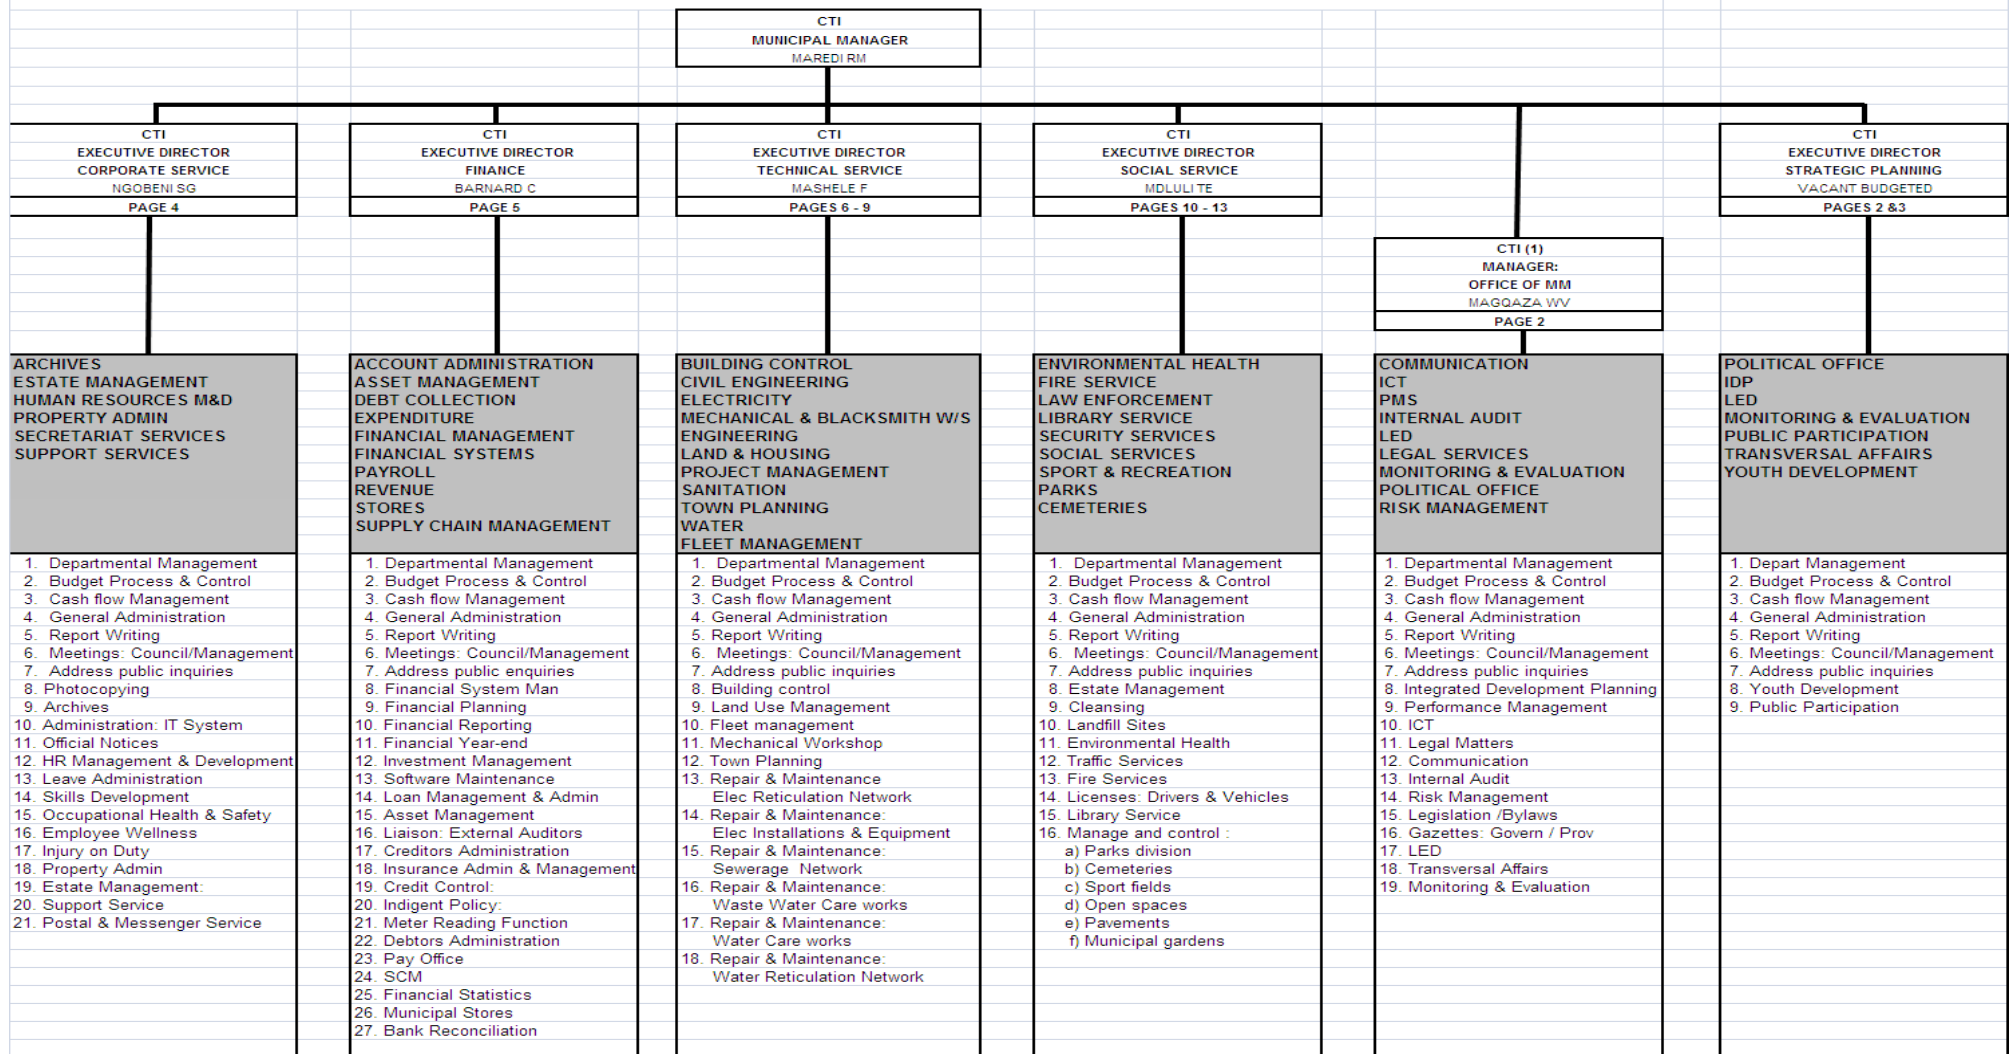 CTI
MUNICIPAL MANAGER
MAREDI RM
CTI
EXECUTIVE DIRECTOR
CORPORATE SERVICE
NGOBENI SG
PAGE 4
CTI
EXECUTIVE DIRECTOR
FINANCE
BARNARD C
PAGE 5
CTI
EXECUTIVE DIRECTOR
TECHNICAL SERVICE
MASHELE F
PAGES 6 - 9
CTI
EXECUTIVE DIRECTOR
SOCIAL SERVICE
MDLULI TE
PAGES 10 - 13
CTI (1)
MANAGER:
OFFICE OF MM
MAGQAZA WV
PAGE 2
CTI
EXECUTIVE DIRECTOR
STRATEGIC PLANNING
VACANT BUDGETED
PAGES 2 &3
ARCHIVES
ESTATE MANAGEMENT
HUMAN RESOURCES M&D
PROPERTY ADMIN
SECRETARIAT SERVICES
SUPPORT SERVICES
1. Departmental Management
2. Budget Process & Control
3. Cash flow Management
4. General Administration
5. Report Writing
6. Meetings: Council/Management
7. Address public inquiries
8. Photocopying
9. Archives
10. Administration: IT System
11. Official Notices
12. HR Management & Development
13. Leave Administration
14. Skills Development
15. Occupational Health & Safety
16. Employee Wellness
17. Injury on Duty
18. Property Admin
19. Estate Management:
20. Support Service
21. Postal & Messenger Service
ACCOUNT ADMINISTRATION
ASSET MANAGEMENT
DEBT COLLECTION
EXPENDITURE
FINANCIAL MANAGEMENT
FINANCIAL SYSTEMS
PAYROLL
REVENUE
STORES
SUPPLY CHAIN MANAGEMENT
1. Departmental Management
2. Budget Process & Control
3. Cash flow Management
4. General Administration
5. Report Writing
6. Meetings: Council/Management
7. Address public enquiries
8. Financial System Man
9. Financial Planning
10. Financial Reporting
11. Financial Year-end
12. Investment Management
13. Software Maintenance
14. Loan Management & Admin
15. Asset Management
16. Liaison: External Auditors
17. Creditors Administration
18. Insurance Admin & Management
19. Credit Control:
20. Indigent Policy:
21. Meter Reading Function
22. Debtors Administration
23. Pay Office
24. SCM
25. Financial Statistics
26. Municipal Stores
27. Bank Reconciliation
BUILDING CONTROL
CIVIL ENGINEERING
ELECTRICITY
MECHANICAL & BLACKSMITH W/S
ENGINEERING
LAND & HOUSING
PROJECT MANAGEMENT
SANITATION
TOWN PLANNING
WATER
FLEET MANAGEMENT
1. Departmental Management
2. Budget Process & Control
3. Cash flow Management
4. General Administration
5. Report Writing
6. Meetings: Council/Management
7. Address public inquiries
8. Building control
9. Land Use Management
10. Fleet management
11. Mechanical Workshop
12. Town Planning
13. Repair & Maintenance
Elec Reticulation Network
14. Repair & Maintenance:
Elec Installations & Equipment
15. Repair & Maintenance:
Sewerage Network
16. Repair & Maintenance:
Waste Water Care works
17. Repair & Maintenance:
Water Care works
18. Repair & Maintenance:
Water Reticulation Network
ENVIRONMENTAL HEALTH
FIRE SERVICE
LAW ENFORCEMENT
LIBRARY SERVICE
SECURITY SERVICES
SOCIAL SERVICES
SPORT & RECREATION
PARKS
CEMETERIES
1. Departmental Management
2. Budget Process & Control
3. Cash flow Management
4. General Administration
5. Report Writing
6. Meetings: Council/Management
7. Address public inquiries
8. Estate Management
9. Cleansing
10. Landfill Sites
11. Environmental Health
12. Traffic Services
13. Fire Services
14. Licenses: Drivers & Vehicles
15. Library Service
16. Manage and control :
a) Parks division
b) Cemeteries
c) Sport fields
d) Open spaces
e) Pavements
f) Municipal gardens
COMMUNICATION
ICT
PMS
INTERNAL AUDIT
LED
LEGAL SERVICES
MONITORING & EVALUATION
POLITICAL OFFICE
RISK MANAGEMENT
1. Departmental Management
2. Budget Process & Control
3. Cash flow Management
4. General Administration
5. Report Writing
6. Meetings: Council/Management
7. Address public inquiries
8. Integrated Development Planning
9. Performance Management
10. ICT
11. Legal Matters
12. Communication
13. Internal Audit
14. Risk Management
15. Legislation /Bylaws
16. Gazettes: Govern / Prov
17. LED
18. Transversal Affairs
19. Monitoring & Evaluation
POLITICAL OFFICE
IDP
LED
MONITORING & EVALUATION
PUBLIC PARTICIPATION
TRANSVERSAL AFFAIRS
YOUTH DEVELOPMENT
1. Depart Management
2. Budget Process & Control
3. Cash flow Management
4. General Administration
5. Report Writing
6. Meetings: Council/Management
7. Address public inquiries
8. Youth Development
9. Public Participation